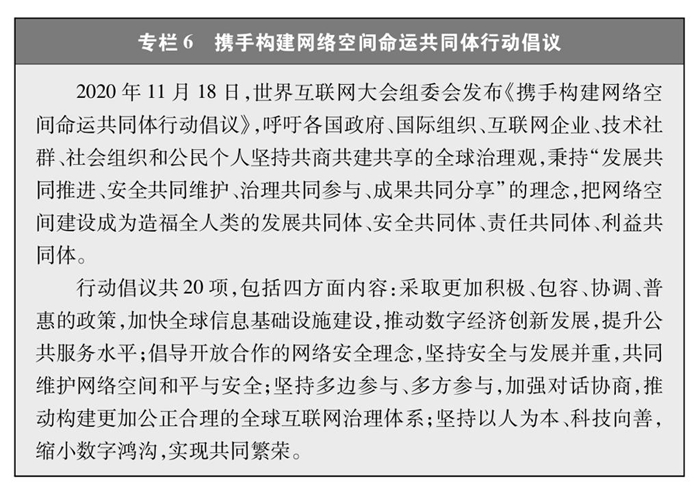 专栏 6 携手构建网络空间命运共同体行动倡议
2020 年 11 月 18 日,世界互联网大会组委会发布《携手构建网络空
间命运共同体行动倡议》,呼吁各国政府、国际组织、互联网企业、技术社
群、社会组织和公民个人坚持共商共建共享的全球治理观,秉持“发展共
同推进、安全共同维护、治理共同参与、成果共同分享”的理念,把网络空
间建设成为造福全人类的发展共同体、安全共同体、责任共同体、利益共
同体。
行动倡议共 20 项,包括四方面内容:采取更加积极、包容、协调、普
惠的政策,加快全球信息基础设施建设,推动数字经济创新发展,提升公
共服务水平;倡导开放合作的网络安全理念,坚持安全与发展并重,共同
维护网络空间和平与安全;坚持多边参与、多方参与,加强对话协商,推
动构建更加公正合理的全球互联网治理体系;坚持以人为本、科技向善,
缩小数字鸿沟,实现共同繁荣。